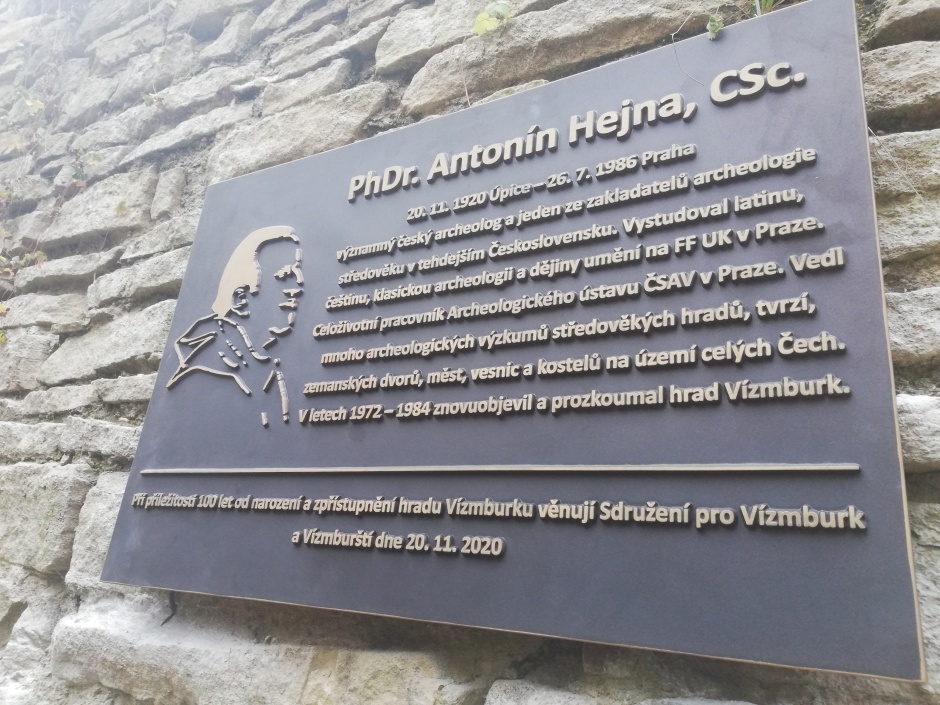 PhDr. Antonín Hejna, CSc.
20. 11. 1920 Úpice – 26. 7. 1986 Praha
významný český archeolog a jeden ze zakladatelů archeologie
středověku v tehdejším Československu. Vystudoval latinu,
češtinu, klasickou archeologii a dějiny umění na FF UK v Praze.
Celoživotní pracovník Archeologického ústavu ČSAV v Praze. Vedl
mnoho archeologických výzkumů středověkých hradů, tvrzí,
zemanských dvorů, měst, vesnic a kostelů na území celých Čech.
V letech 1972 – 1984 znovuobjevil a prozkoumal hrad Vízmburk.
Při příležitosti 100 let od narození a zpřístupnění hradu Vízmburku věnují Sdružení pro Vízmburk
a Vízmburští dne 20. 11. 2020